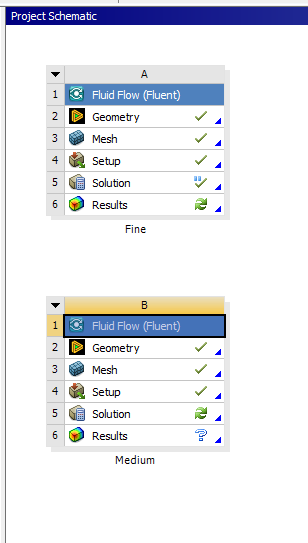 Project Schematic
A
1 Fluid Flow (Fluent)
2 Geometry
3 Mesh
4 Setup
5 Solution
6 Results
Fine
B
1 Fluid Flow (Fluent)
2 Geometry
3 Mesh
4 Setup
5 Solution
6 Results
Medium